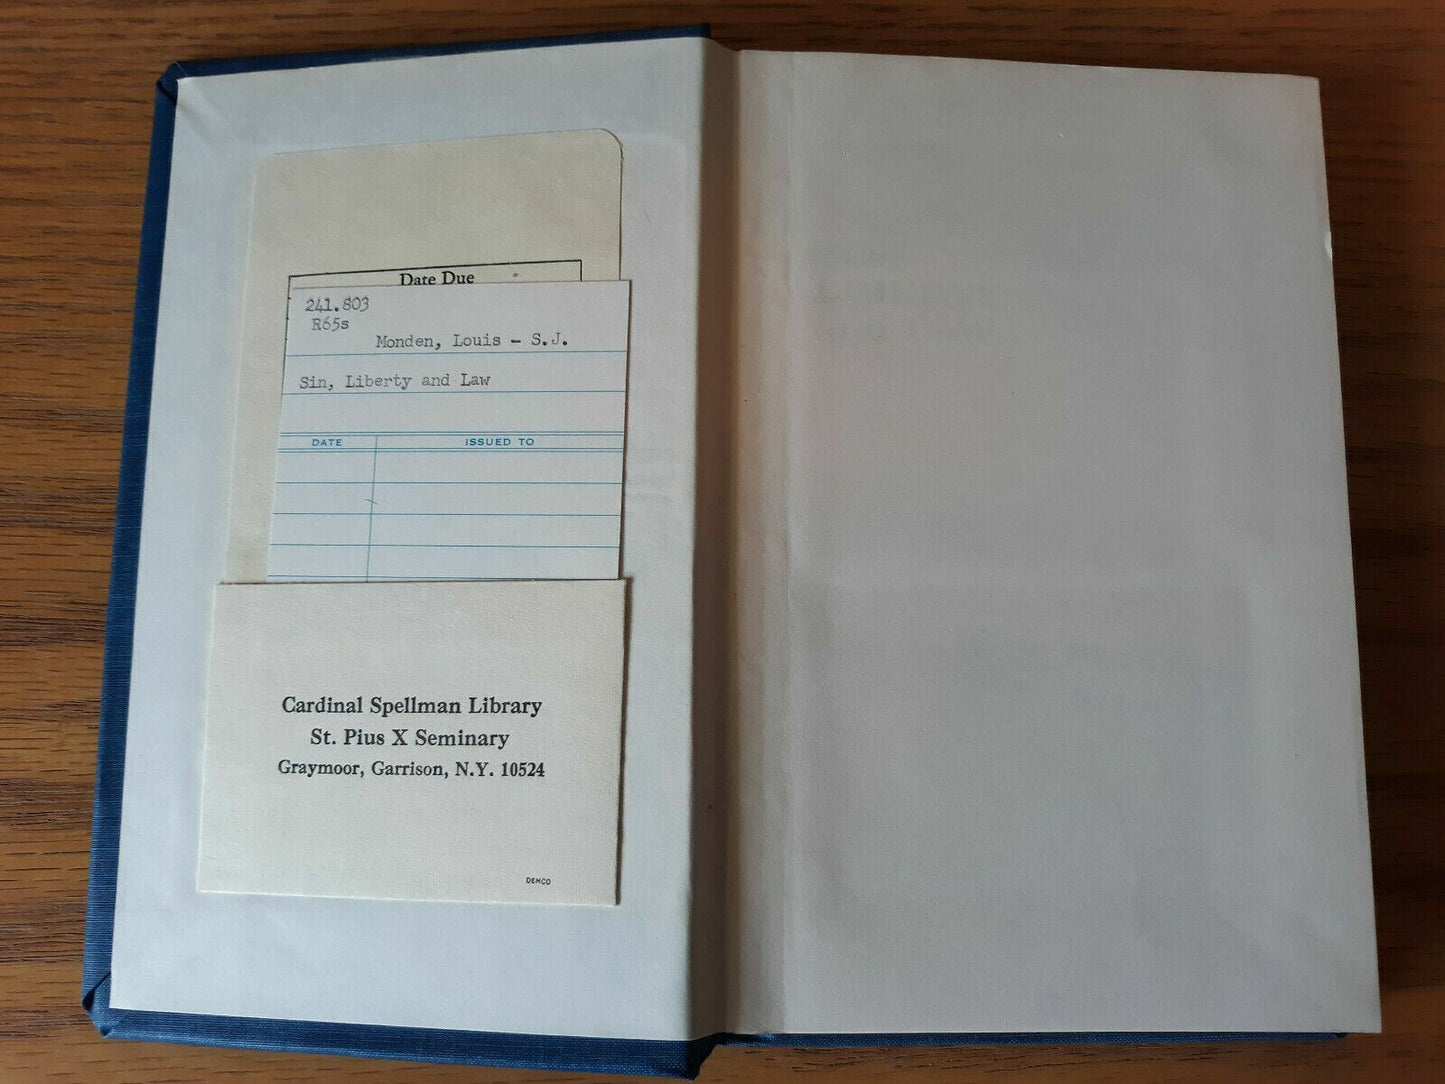 Date Due
241.803
R65s
Monden, Louis - S.J.
Sin, Liberty and Law
DATE ISSUED TO
Cardinal Spellman Library
St. Pius X Seminary
Graymoor, Garrison, N.Y. 10524
DEMCO